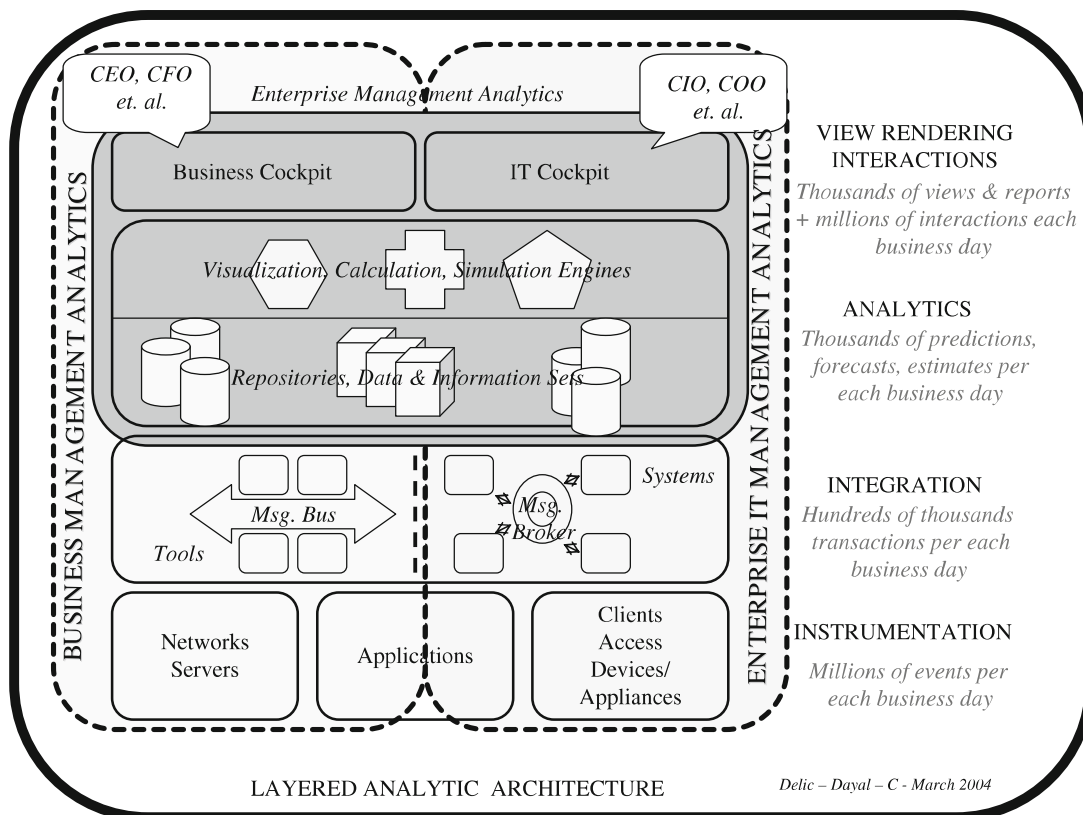 CEO, CFO
et. al.
Enterprise Management Analytics
CIO, COO
et. al.
BUSINESS MANAGEMENT ANALYTICS
Business Cockpit
IT Cockpit
Visualization, Calculation, Simulation Engines
Repositories, Data & Information Sets
Msg. Bus
Tools
Msg.
Broker
Systems
Networks
Servers
Applications
Clients
Access
Devices/
Appliances
ENTERPRISE IT MANAGEMENT ANALYTICS
VIEW RENDERING
INTERACTIONS
Thousands of views & reports
+ millions of interactions each
business day
ANALYTICS
Thousands of predictions,
forecasts, estimates per
each business day
INTEGRATION
Hundreds of thousands
transactions per each
business day
INSTRUMENTATION
Millions of events per
each business day
LAYERED ANALYTIC ARCHITECTURE
Delic – Dayal – C - March 2004